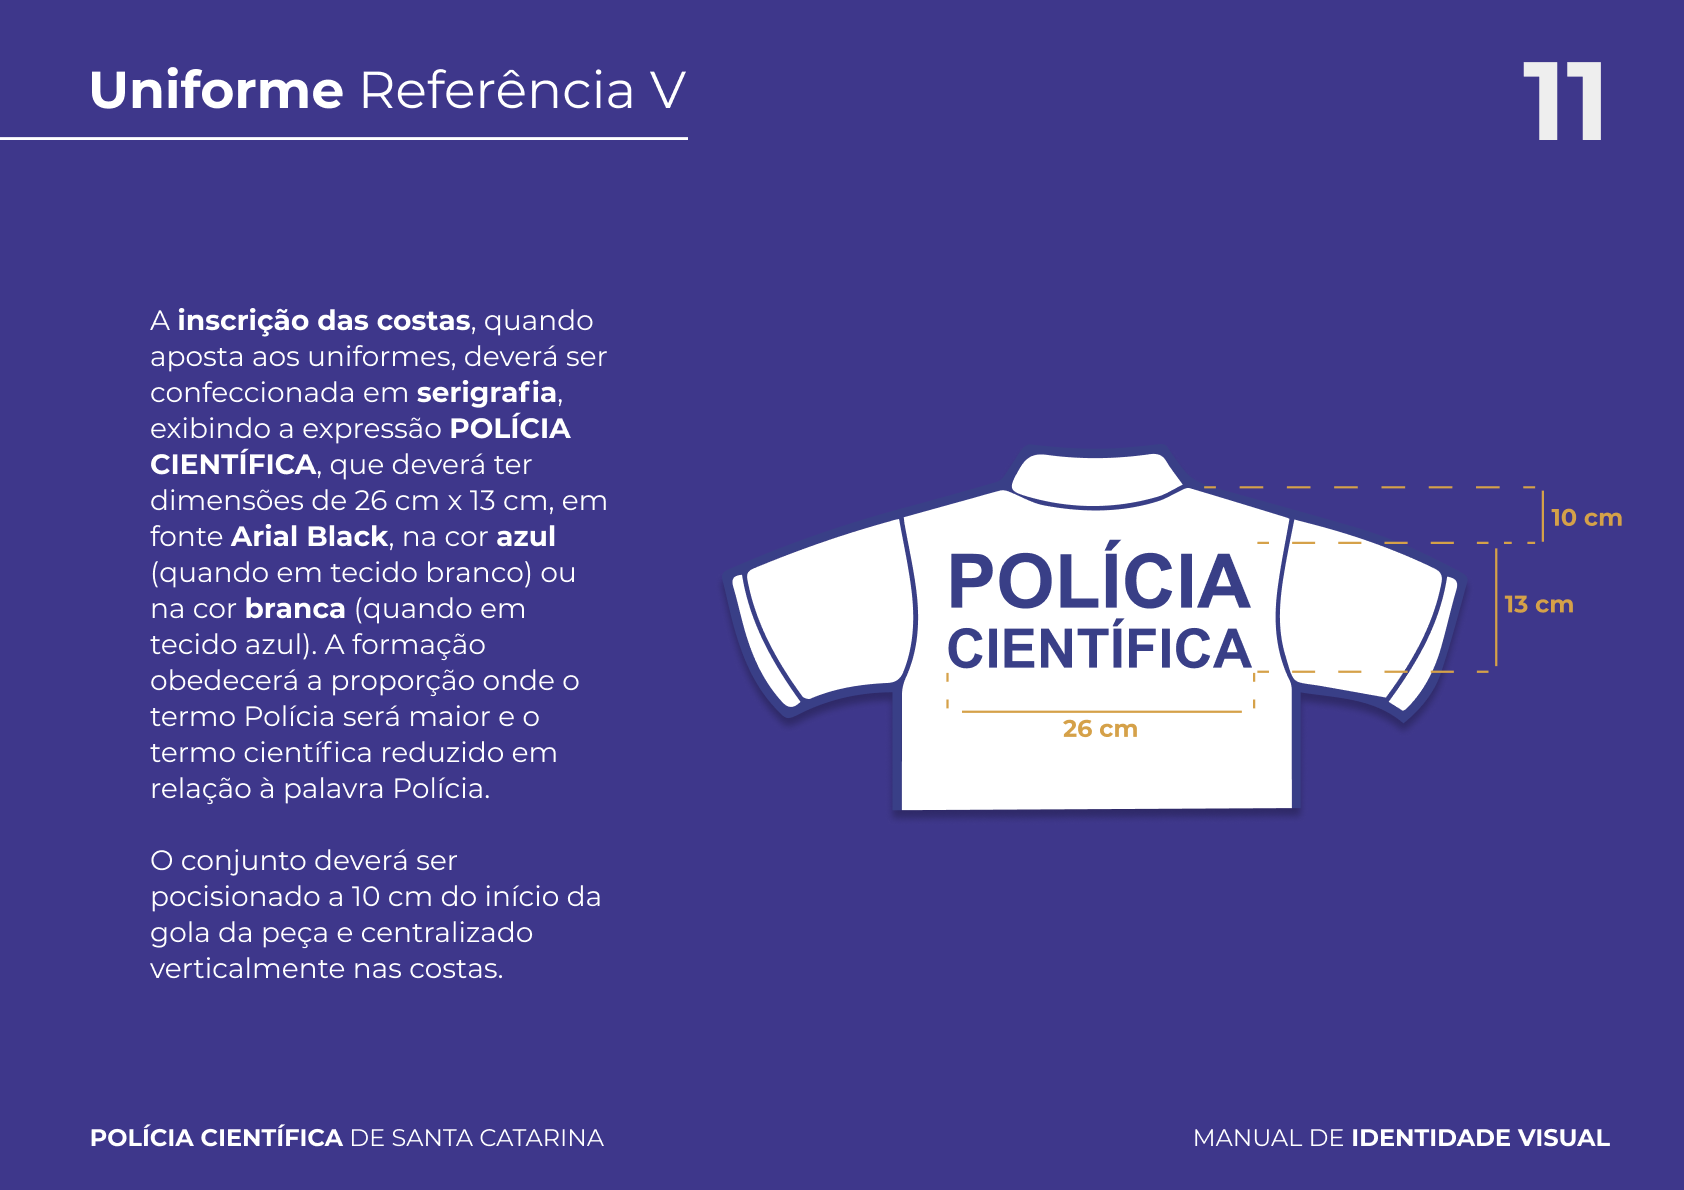 Uniforme Referência V
11
A inscrição das costas, quando
aposta aos uniformes, deverá ser
confeccionada em serigrafia,
exibindo a expressão POLÍCIA
CIENTÍFICA, que deverá ter
dimensões de 26 cm x 13 cm, em
fonte Arial Black, na cor azul
(quando em tecido branco) ou
na cor branca (quando em
tecido azul). A formação
obedecerá a proporção onde o
termo Polícia será maior e o
termo científica reduzido em
relação à palavra Polícia.
O conjunto deverá ser
pocisionado a 10 cm do início da
gola da peça e centralizado
verticalmente nas costas.
10 cm
POLÍCIA
CIENTÍFICA
13 cm
26 cm
POLÍCIA CIENTÍFICA DE SANTA CATARINA
MANUAL DE IDENTIDADE VISUAL